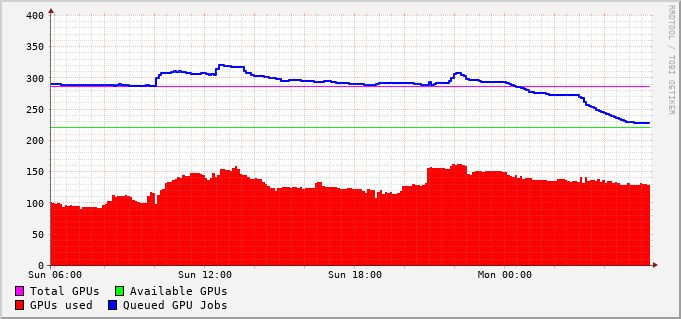 400
350
300
250
200
150
100
50
0
Sun 06:00 Sun 12:00 Sun 18:00 Mon 00:00
Total GPUs Available GPUs
GPUs used Queued GPU Jobs
RRDTOOL / TOBI OETIKER